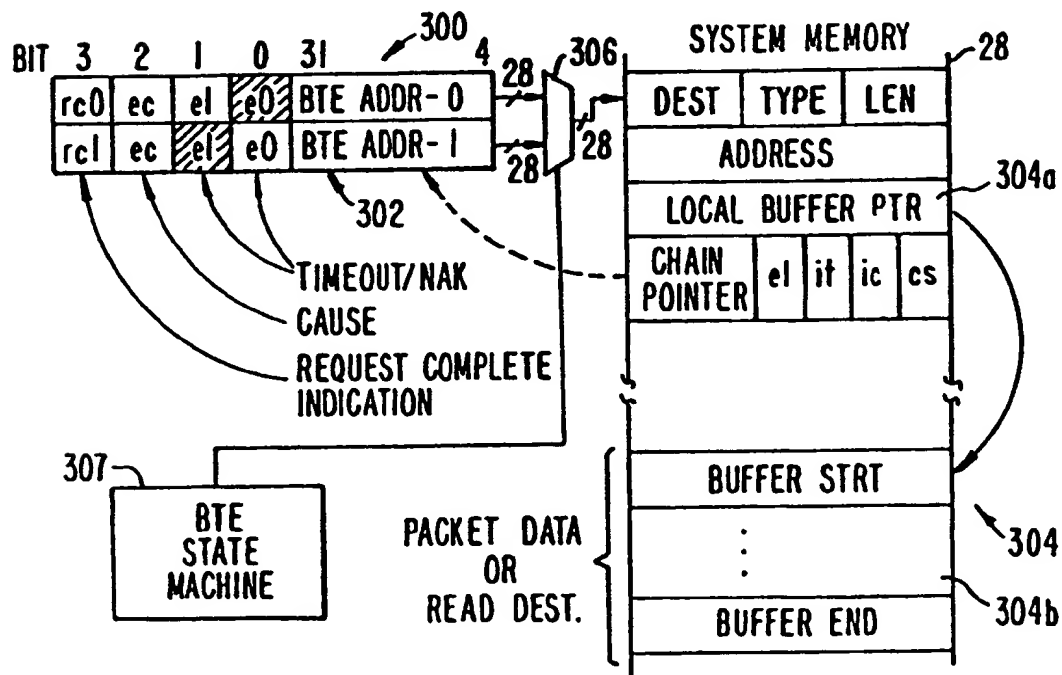 BIT 3 2 1 0 31 4
300
rc0 ec e1 e0 BTE ADDR-0
rc1 ec e1 e0 BTE ADDR-1
28
28
306
28
302
TIMEOUT/NAK
CAUSE
REQUEST COMPLETE
INDICATION
307
BTE
STATE
MACHINE
SYSTEM MEMORY
28
DEST TYPE LEN
ADDRESS
LOCAL BUFFER PTR
304a
CHAIN
POINTER
el it ic cs
BUFFER STRT
304
304b
BUFFER END
PACKET DATA
OR
READ DEST.